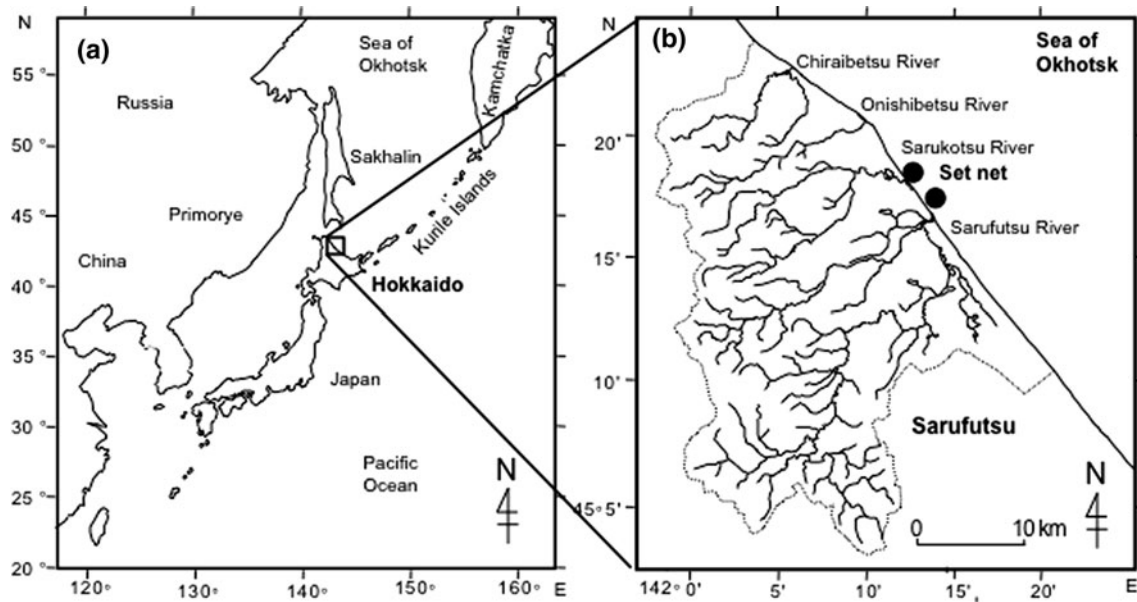 N
(a)
Sea of
Okhotsk
Kamchatka
55 °
Russia
50 °
Sakhalin
45 °
Primorye
Kurile Islands
China
40 °
Hokkaido
35 °
Japan
30 °
Pacific
Ocean
25 °
N
20 °
120°
130°
140°
150°
160°
E
N
(b)
Sea of
Okhotsk
Chiraibetsu River
Onishibetsu River
20'
Sarukotsu River
Set net
Sarufutsu River
15'
10'
Sarufutsu
N
45° 5'
0
10 km
142° 0'
5'
10'
15'
20'
E